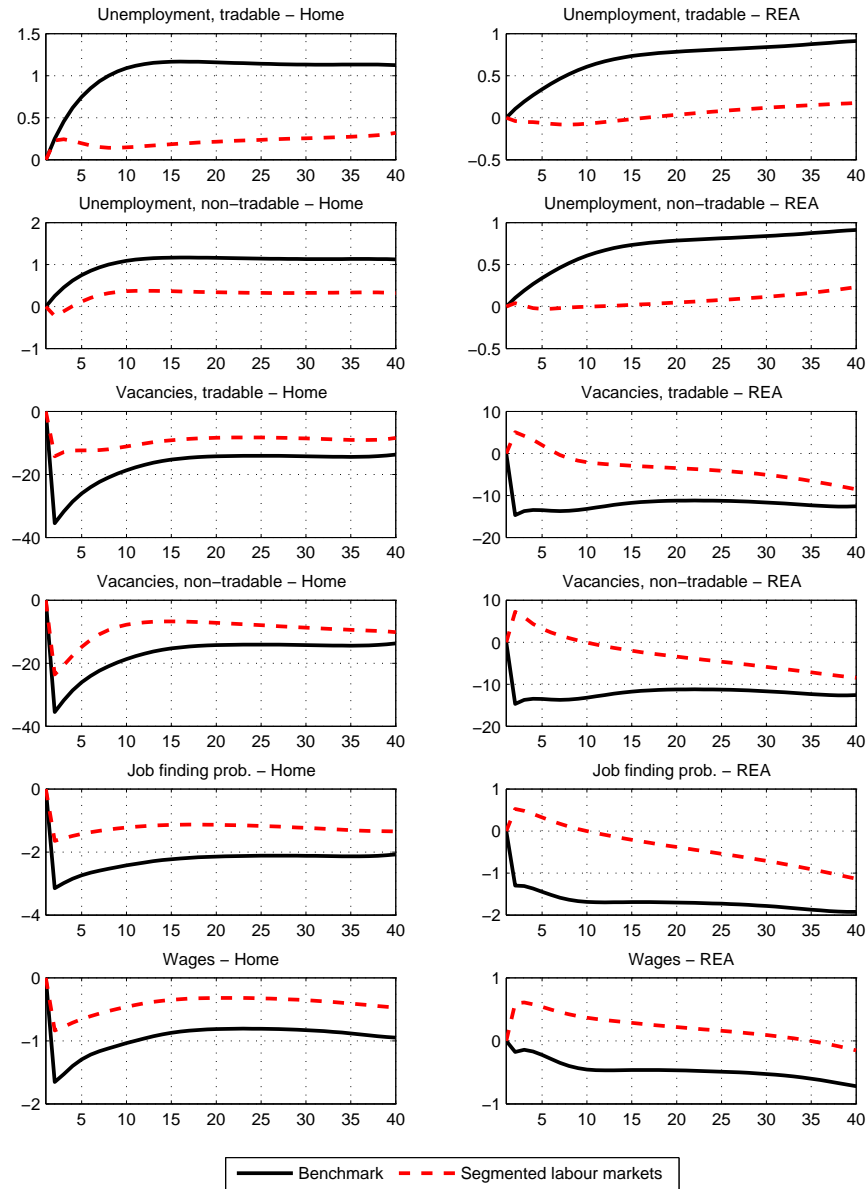 Unemployment, tradable − Home
1.5
1
0.5
0
5 10 15 20 25 30 35 40
Unemployment, tradable − REA
1
0.5
0
−0.5
5 10 15 20 25 30 35 40
Unemployment, non−tradable − Home
2
1
0
−1
5 10 15 20 25 30 35 40
Unemployment, non−tradable − REA
1
0.5
0
−0.5
5 10 15 20 25 30 35 40
Vacancies, tradable − Home
0
−20
−40
5 10 15 20 25 30 35 40
Vacancies, tradable − REA
10
0
−10
−20
5 10 15 20 25 30 35 40
Vacancies, non−tradable − Home
0
−20
−40
5 10 15 20 25 30 35 40
Vacancies, non−tradable − REA
10
0
−10
−20
5 10 15 20 25 30 35 40
Job finding prob. − Home
0
−2
−4
5 10 15 20 25 30 35 40
Job finding prob. − REA
1
0
−1
−2
5 10 15 20 25 30 35 40
Wages − Home
0
−1
−2
5 10 15 20 25 30 35 40
Wages − REA
1
0
−1
5 10 15 20 25 30 35 40
Benchmark Segmented labour markets